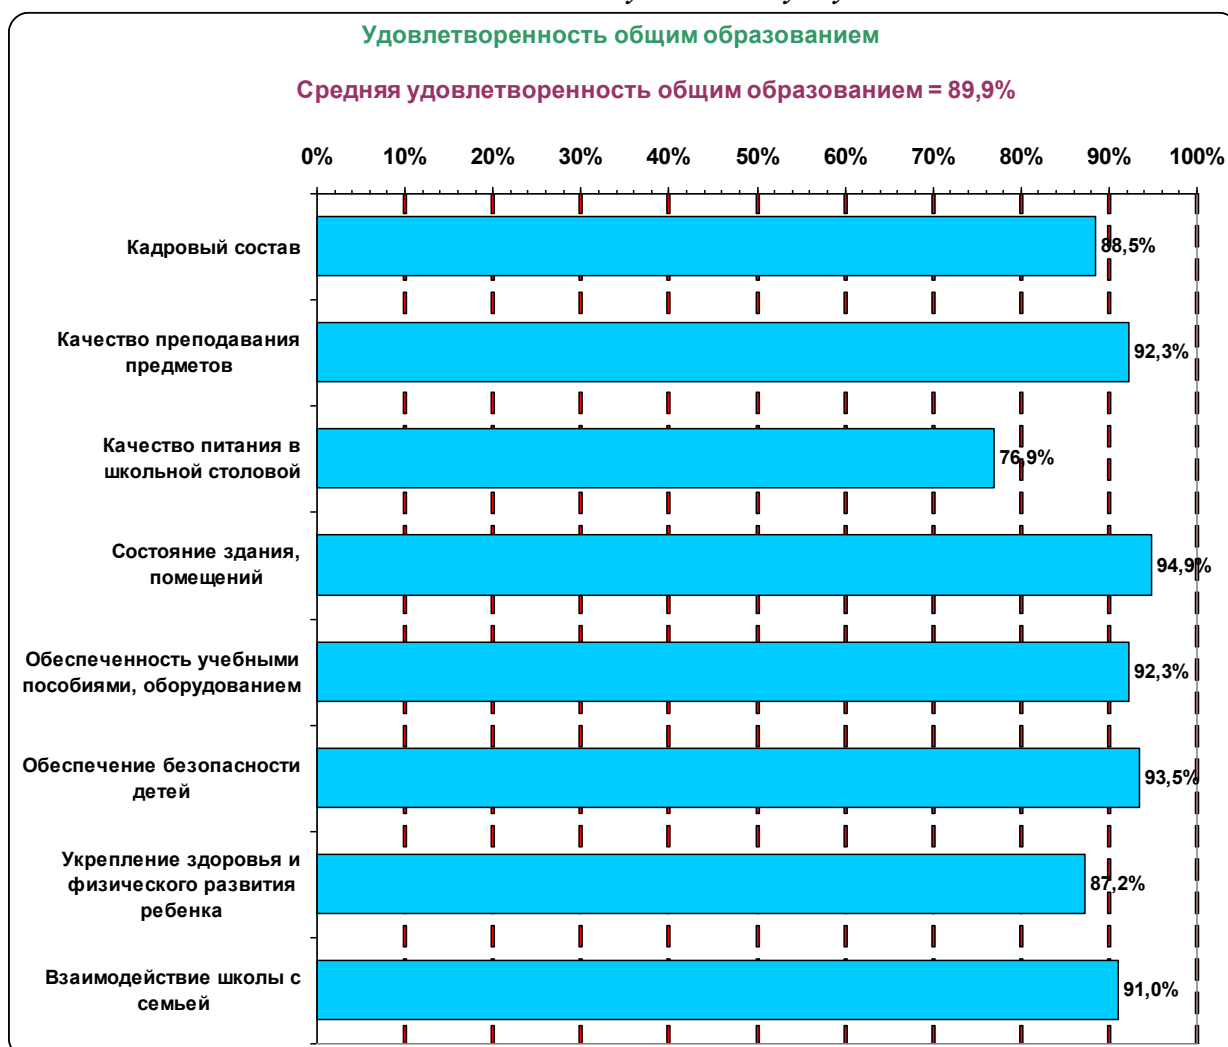 Удовлетворенность общим образованием
Средняя удовлетворенность общим образованием = 89,9%
0% 10% 20% 30% 40% 50% 60% 70% 80% 90% 100%
Кадровый состав
88,5%
Качество преподавания
предметов
92,3%
Качество питания в
школьной столовой
76,9%
Состояние здания,
помещений
94,9%
Обеспеченность учебными
пособиями, оборудованием
92,3%
Обеспечение безопасности
детей
93,5%
Укрепление здоровья и
физического развития
ребенка
87,2%
Взаимодействие школы с
семьей
91,0%